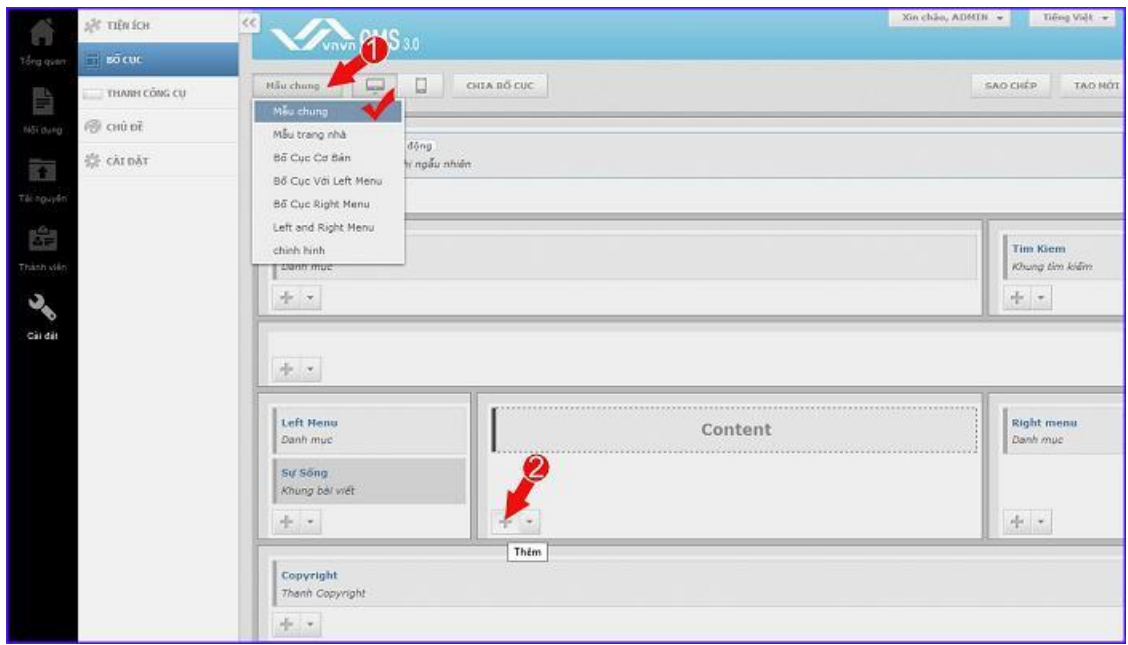 TIỆN ÍCH
BỐ CỤC
THANH CÔNG CỤ
CHỦ ĐỀ
CÀI ĐẶT
Tổng quan
Nội dung
Tài nguyên
Thành viên
Cài đặt
vnvn CMS 3.0
Xin chào, ADMIN
Tiếng Việt
1
Mẫu chung
CHIA BỐ CỤC
SAO CHÉP
TẠO MỚI
Mẫu chung
Mẫu trang nhà
Bố Cục Cơ Bản
Bố Cục Với Left Menu
Bố Cục Right Menu
Left and Right Menu
chinh hinh
động
ngẫu nhiên
Danh mục
Tim Kiem
Khung tìm kiếm
Left Menu
Danh mục
Sự Sống
Khung bài viết
Content
2
Thêm
Right menu
Danh mục
Copyright
Thanh Copyright